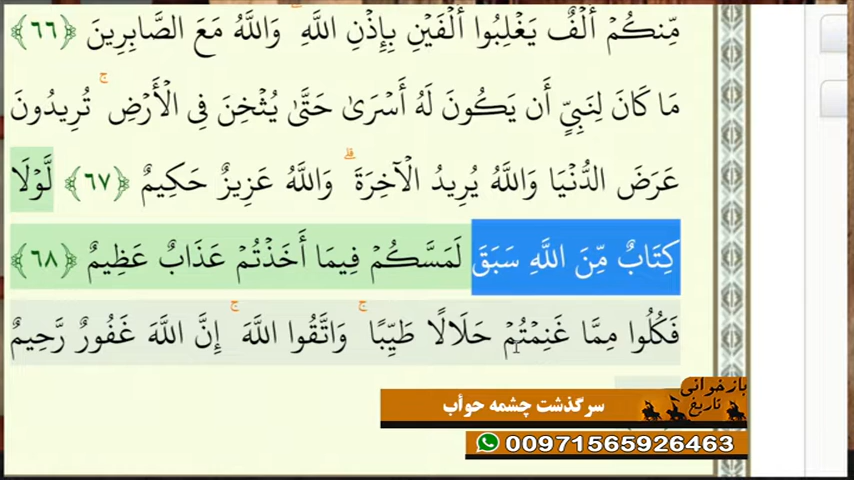 مِّنكُمْ أَلْفٌ يَغْلِبُوا أَلْفَيْنِ بِإِذْنِ اللَّهِ ۗ وَاللَّهُ مَعَ الصَّابِرِينَ ﴿٦٦﴾
مَا كَانَ لِنَبِيٍّ أَن يَكُونَ لَهُ أَسْرَىٰ حَتَّىٰ يُثْخِنَ فِي الْأَرْضِ ۚ تُرِيدُونَ
عَرَضَ الدُّنْيَا وَاللَّهُ يُرِيدُ الْآخِرَةَ ۗ وَاللَّهُ عَزِيزٌ حَكِيمٌ ﴿٦٧﴾ لَّوْلَا
كِتَابٌ مِّنَ اللَّهِ سَبَقَ لَمَسَّكُمْ فِيمَا أَخَذْتُمْ عَذَابٌ عَظِيمٌ ﴿٦٨﴾
فَكُلُوا مِمَّا غَنِمْتُمْ حَلَالًا طَيِّبًا ۚ وَاتَّقُوا اللَّهَ ۚ إِنَّ اللَّهَ غَفُورٌ رَّحِيمٌ
بازخوانی
تاریخ
سرگذشت چشمه حوأب
00971565926463